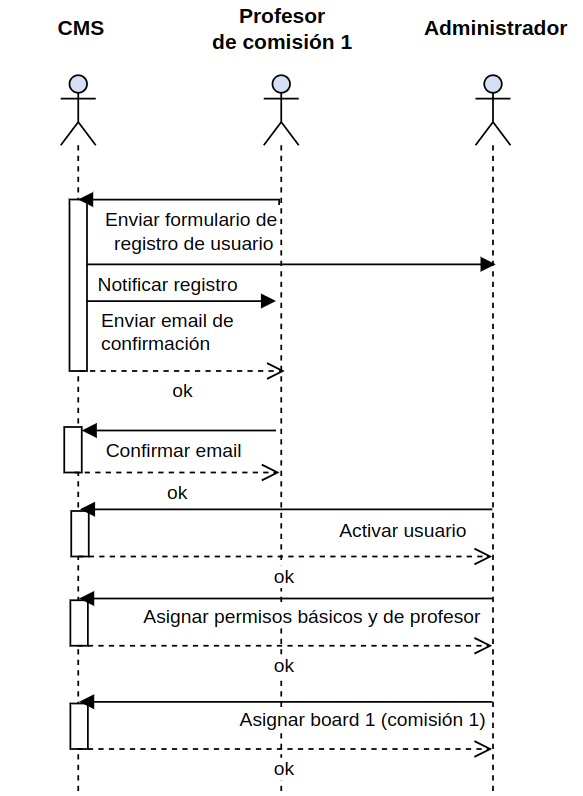 CMS
Profesor
de comisión 1
Administrador
Enviar formulario de
registro de usuario
Notificar registro
Enviar email de
confirmación
ok
Confirmar email
ok
Activar usuario
ok
Asignar permisos básicos y de profesor
ok
Asignar board 1 (comisión 1)
ok